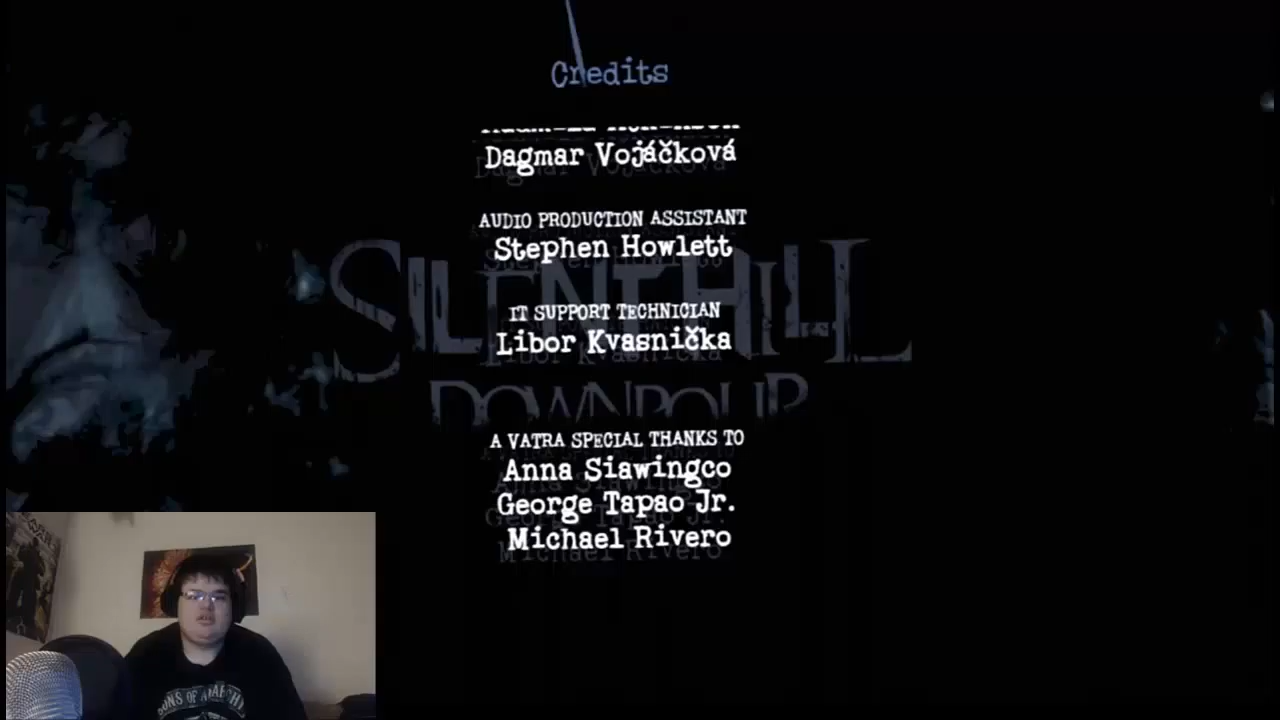 Credits
Dagmar Vojáčková
AUDIO PRODUCTION ASSISTANT
Stephen Howlett
IT SUPPORT TECHNICIAN
Libor Kvasnička
SILENT HILL
DOWNPOUR
A VATRA SPECIAL THANKS TO
Anna Siawingco
George Tapao Jr.
Michael Rivero